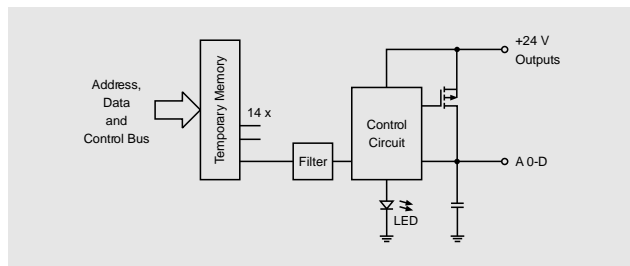 Address,
Data
and
Control Bus
Temporary Memory
14 x
Filter
Control
Circuit
LED
+24 V
Outputs
A 0-D